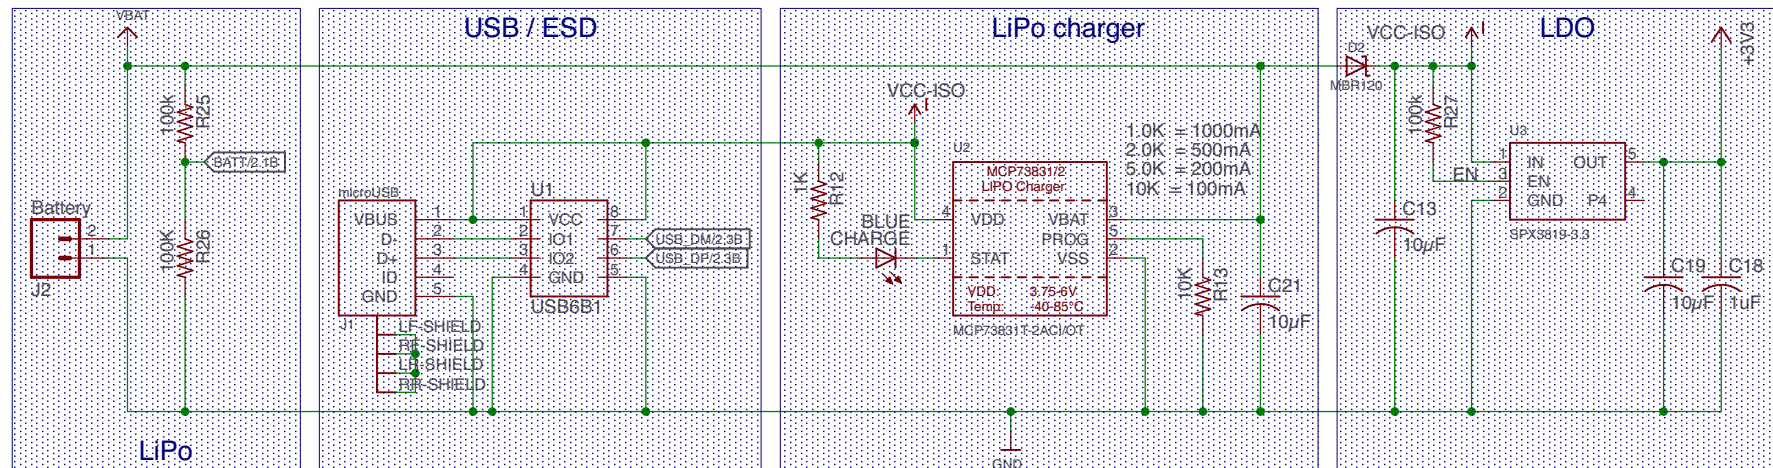 LiPo
VBAT
100k
R25
BATT/2.1B
100K
R26
Battery
2
1
J2
USB / ESD
microUSB
VBUS 1
D- 2
D+ 3
ID 4
GND 5
J1
LF-SHIELD
RF-SHIELD
LR-SHIELD
RR-SHIELD
U1
1 VCC 8
2 IO1 7
3 IO2 6
4 GND 5
USB6B1
USB_DM/2.3B
USB_DP/2.3B
LiPo charger
VCC-ISO
1K
R12
BLUE
CHARGE
U2
MCP73831/2
LIPO Charger
4 VDD VBAT 3
PROG 5
1 STAT VSS 2
VDD: 3.75-6V
Temp: -40-85°C
MCP73831T-2ACI/OT
1.0K = 1000mA
2.0K = 500mA
5.0K = 200mA
10K = 100mA
10K
R13
C21
10µF
GND
LDO
D2
MBR120
VCC-ISO
100k
R27
EN
C13
10µF
U3
1 IN OUT 5
3 EN
2 GND P4 4
SPX3819-3.3
+3V3
C19
10µF
C18
1uF